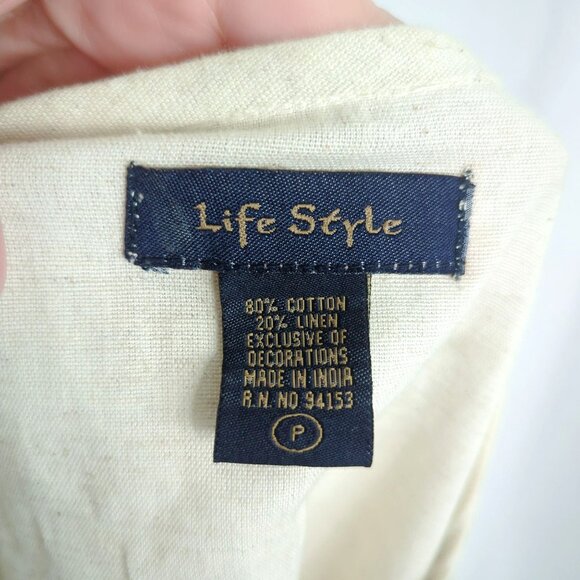 Life Style
80% COTTON
20% LINEN
EXCLUSIVE OF
DECORATIONS
MADE IN INDIA
R.N. NO 94153
P